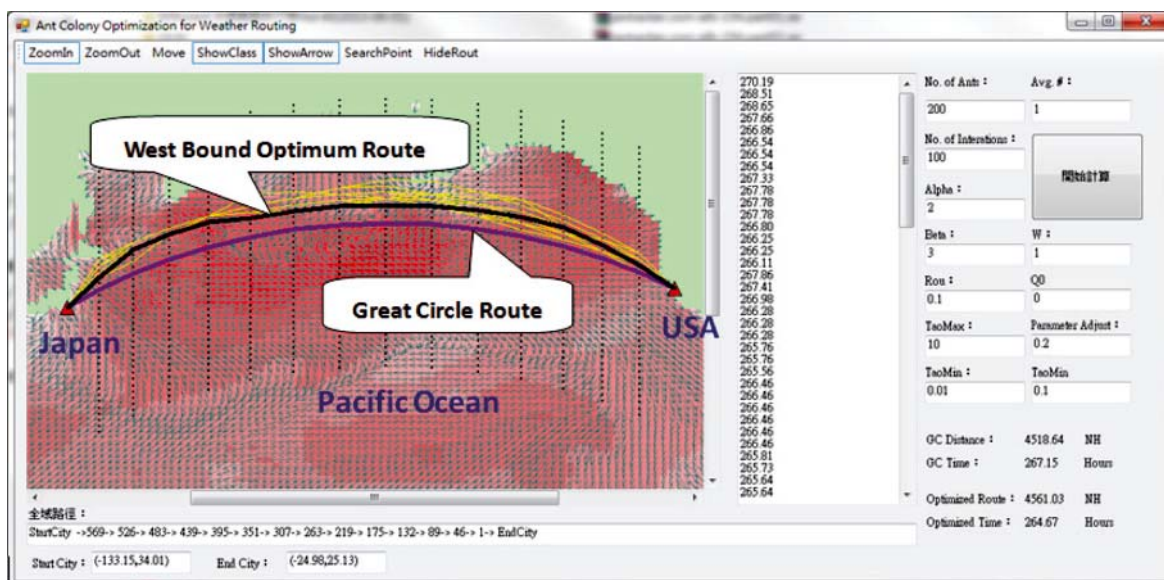 Ant Colony Optimization for Weather Routing
ZoomIn ZoomOut Move ShowClass ShowArrow SearchPoint HideRout
West Bound Optimum Route
Great Circle Route
Japan
USA
Pacific Ocean
270.19
268.51
268.65
267.66
266.86
266.54
266.54
266.54
267.33
267.78
267.78
267.78
266.80
266.25
266.25
266.11
267.86
267.41
266.98
266.28
266.28
266.28
265.76
265.76
265.56
266.46
266.46
266.46
266.46
266.46
265.81
265.73
265.64
265.64
No. of Ants : Avg. # :
200 1
No. of Interations :
100
開始計算
Alpha :
2
Beta : W :
3 1
Rou : Q0
0.1 0
TaoMax : Parameter Adjust :
10 0.2
TaoMin : TaoMin
0.01 0.1
GC Distance : 4518.64 NH
GC Time : 267.15 Hours
Optimized Route : 4561.03 NH
Optimized Time : 264.67 Hours
全域路徑 :
StartCity ->569-> 526-> 483-> 439-> 395-> 351-> 307-> 263-> 219-> 175-> 132-> 89-> 46-> 1-> EndCity
Start City : (-133.15,34.01) End City : (-24.98,25.13)